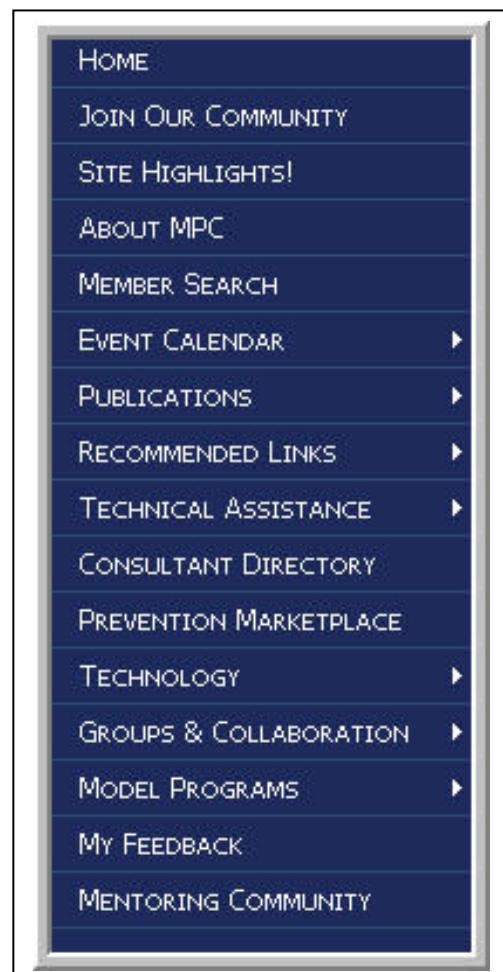 Home
Join Our Community
Site Highlights!
About MPC
Member Search
Event Calendar
Publications
Recommended Links
Technical Assistance
Consultant Directory
Prevention Marketplace
Technology
Groups & Collaboration
Model Programs
My Feedback
Mentoring Community